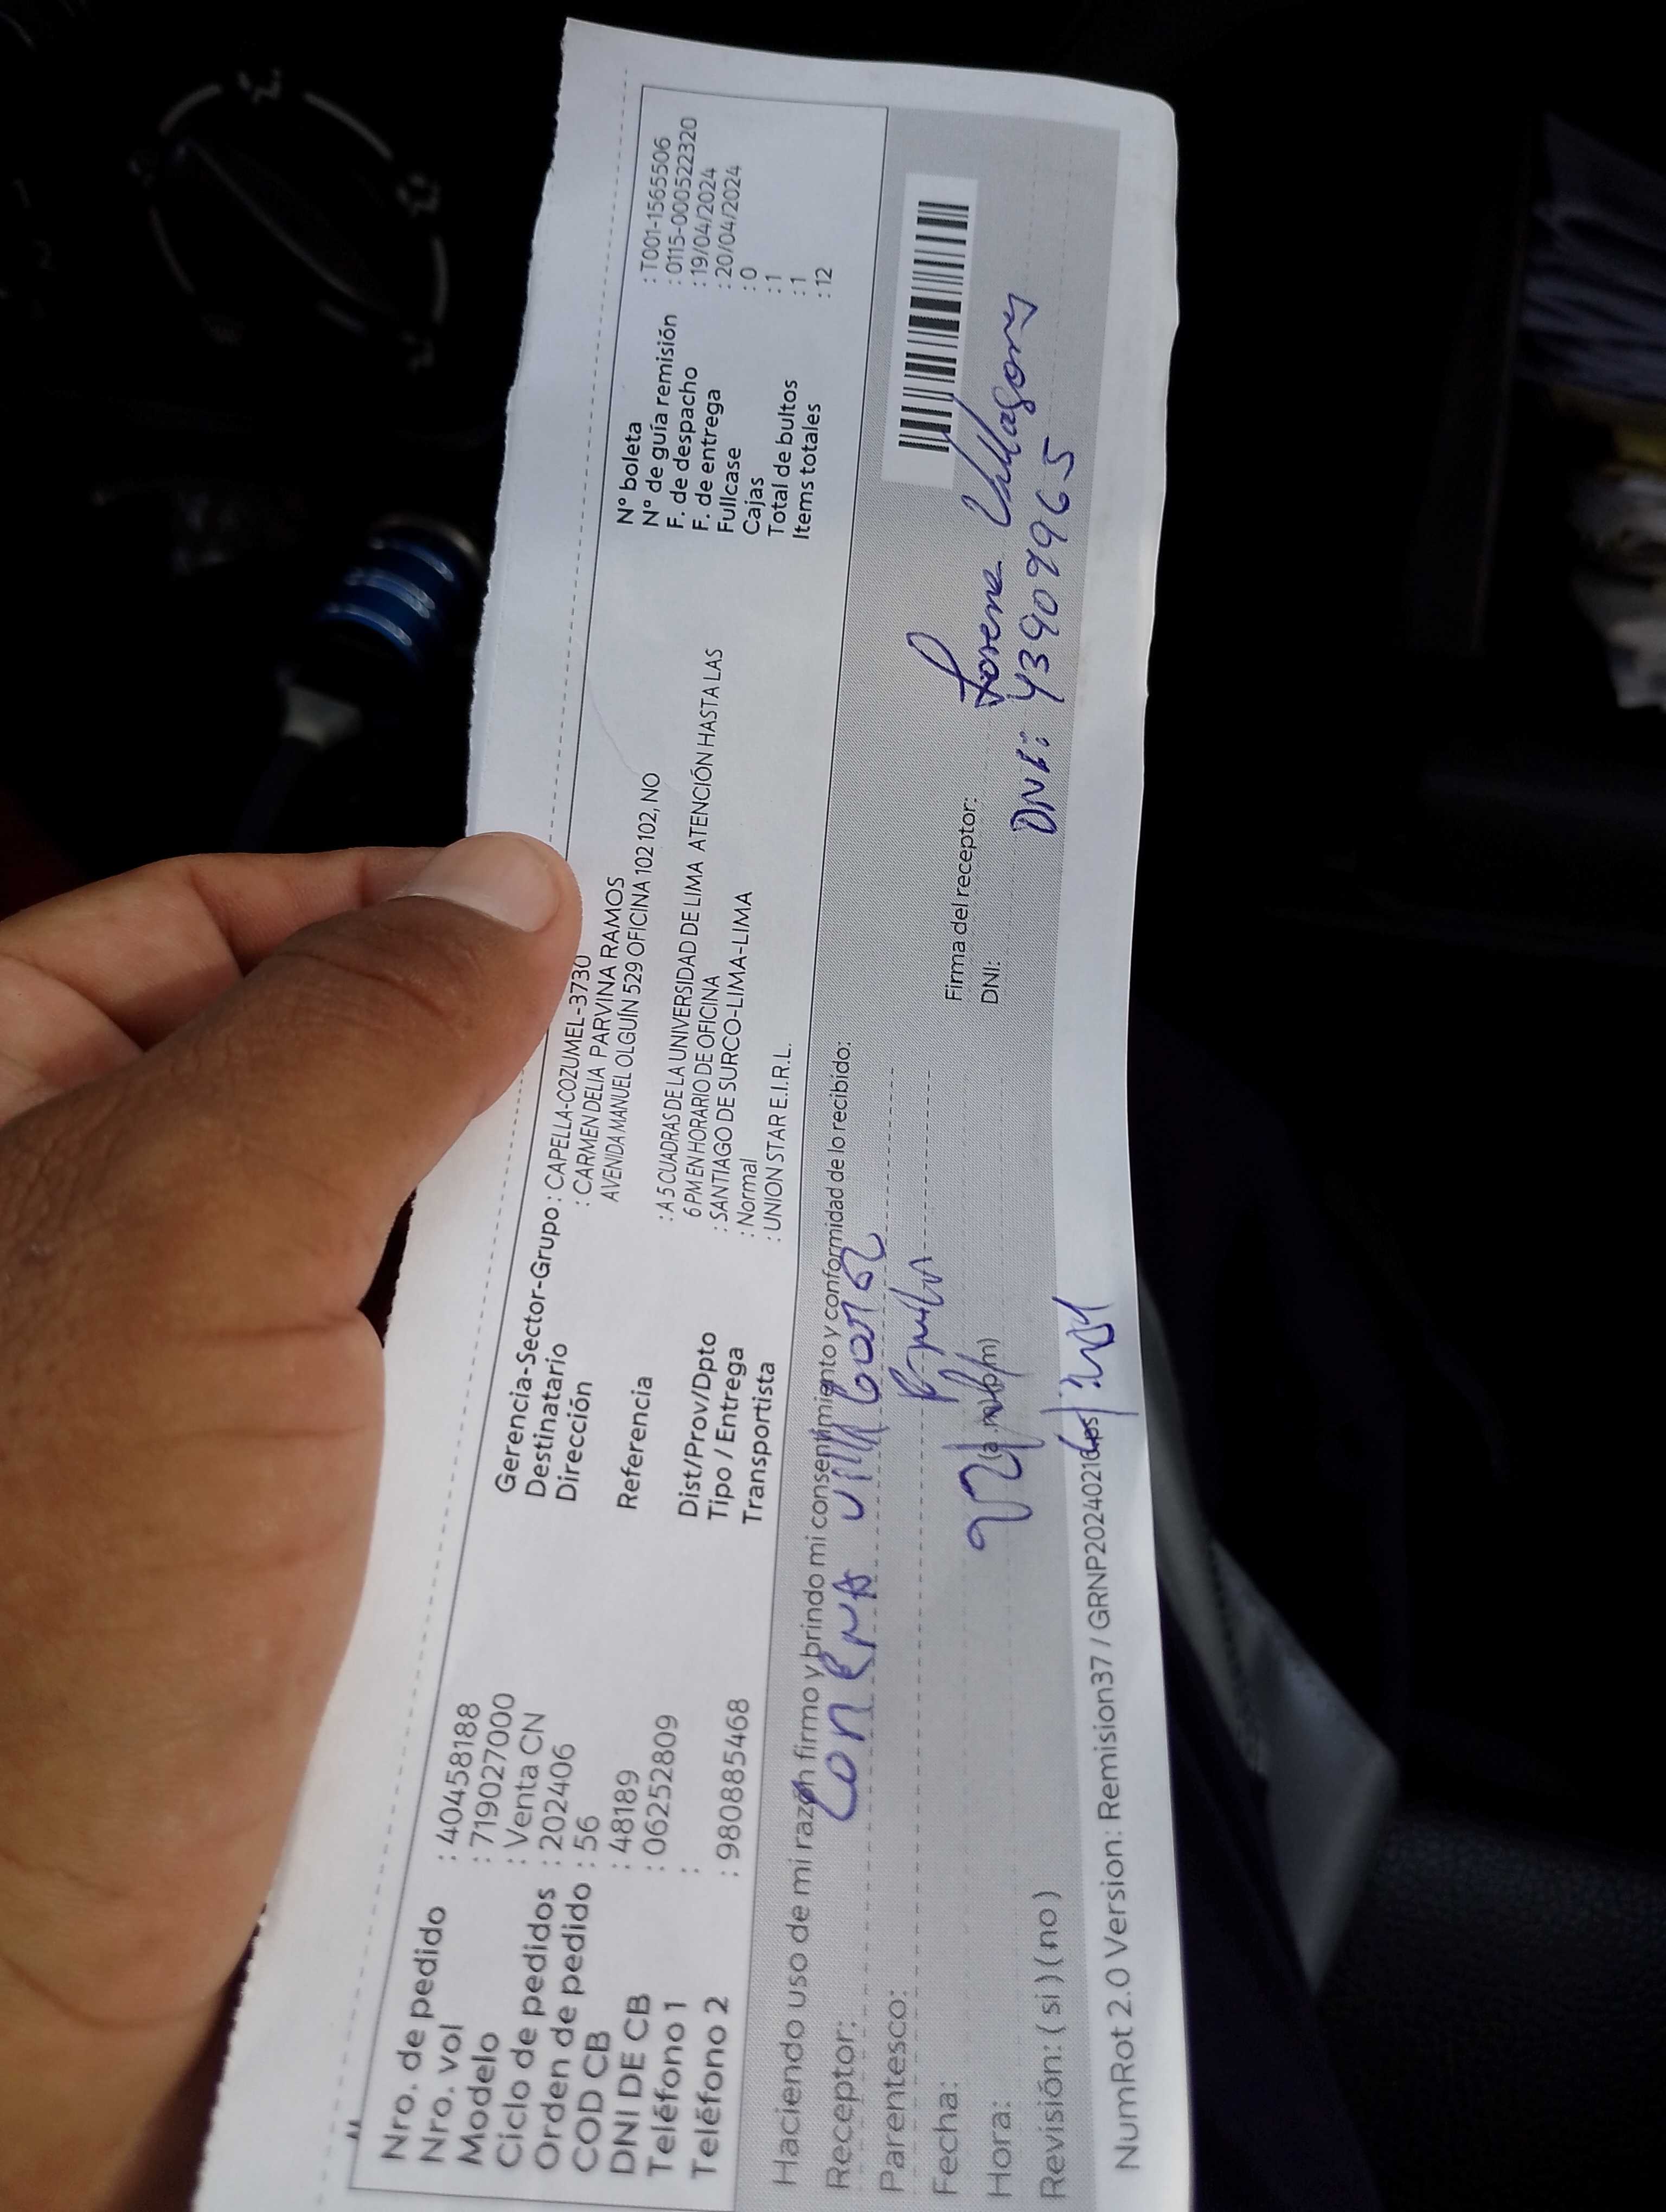 Nro. de pedido : 40458188
Nro. vol : 719027000
Modelo : Venta CN
Ciclo de pedidos : 202406
Orden de pedido : 56
COD CB : 48189
DNI DE CB : 06252809
Teléfono 1 :
Teléfono 2 : 980885468
Gerencia-Sector-Grupo : CAPELLA-COZUMEL-3730
Destinatario : CARMEN DELIA PARVINA RAMOS
Dirección AVENIDA MANUEL OLGUÍN 529 OFICINA 102 102, NO
Referencia : A 5 CUADRAS DE LA UNIVERSIDAD DE LIMA ATENCIÓN HASTA LAS
6 PM EN HORARIO DE OFICINA
Dist/Prov/Dpto : SANTIAGO DE SURCO-LIMA-LIMA
Tipo / Entrega : Normal
Transportista : UNION STAR E.I.R.L.
N° boleta : T001-1565506
N° de guía remisión : 0115-000522320
F. de despacho : 19/04/2024
F. de entrega : 20/04/2024
Fullcase : 0
Cajas : 1
Total de bultos : 1
Items totales : 12
Haciendo uso de mi razón firmo y brindo mi consentimiento y conformidad de lo recibido:
Receptor:
Parentesco:
Fecha:
Hora: (a.m/p.m)
Revisión: ( si ) ( no )
Firma del receptor: Lorena
DNI:
DNI:
NumRot 2.0 Version: Remision37 / GRNP20240216